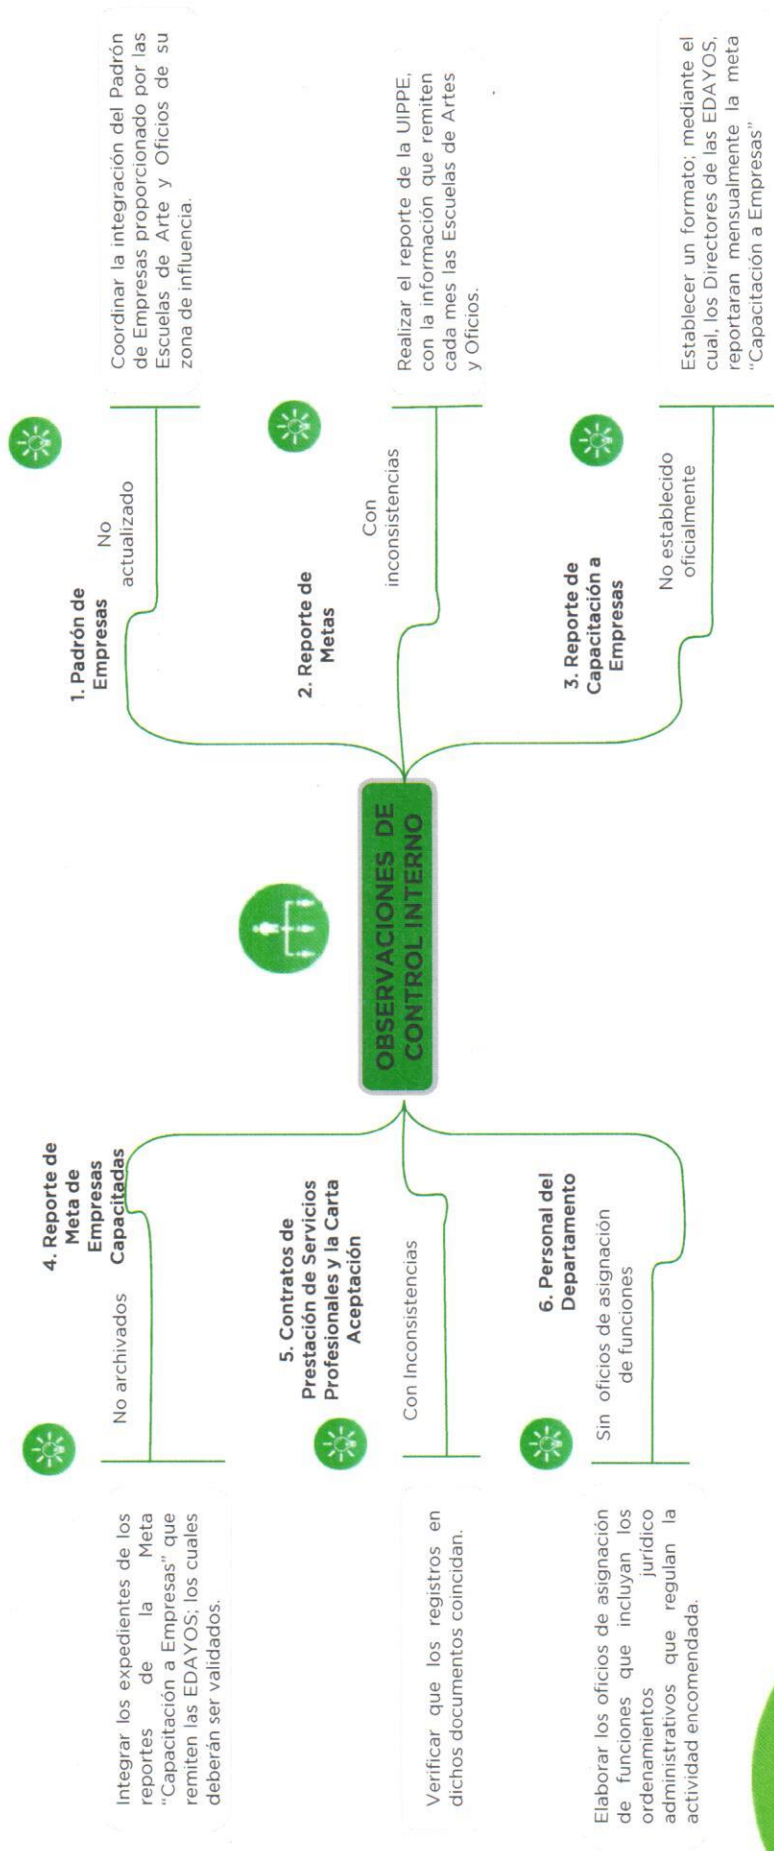 OBSERVACIONES DE
CONTROL INTERNO
1. Padrón de
Empresas
No
actualizado
Coordinar la integración del Padrón
de Empresas proporcionado por las
Escuelas de Arte y Oficios de su
zona de influencia.
2. Reporte de
Metas
Con
inconsistencias
Realizar el reporte de la UIPPE,
con la información que remiten
cada mes las Escuelas de Artes
y Oficios.
3. Reporte de
Capacitación a
Empresas
No establecido
oficialmente
Establecer un formato; mediante el
cual, los Directores de las EDAYOS,
reportaran mensualmente la meta
"Capacitación a Empresas"
4. Reporte de
Meta de
Empresas
Capacitadas
No archivados
Integrar los expedientes de los
reportes de la Meta
"Capacitación a Empresas" que
remiten las EDAYOS; los cuales
deberán ser validados.
5. Contratos de
Prestación de Servicios
Profesionales y la Carta
Aceptación
Con Inconsistencias
Verificar que los registros en
dichos documentos coincidan.
6. Personal del
Departamento
Sin oficios de asignación
de funciones
Elaborar los oficios de asignación
de funciones que incluyan los
ordenamientos jurídico
administrativos que regulan la
actividad encomendada.